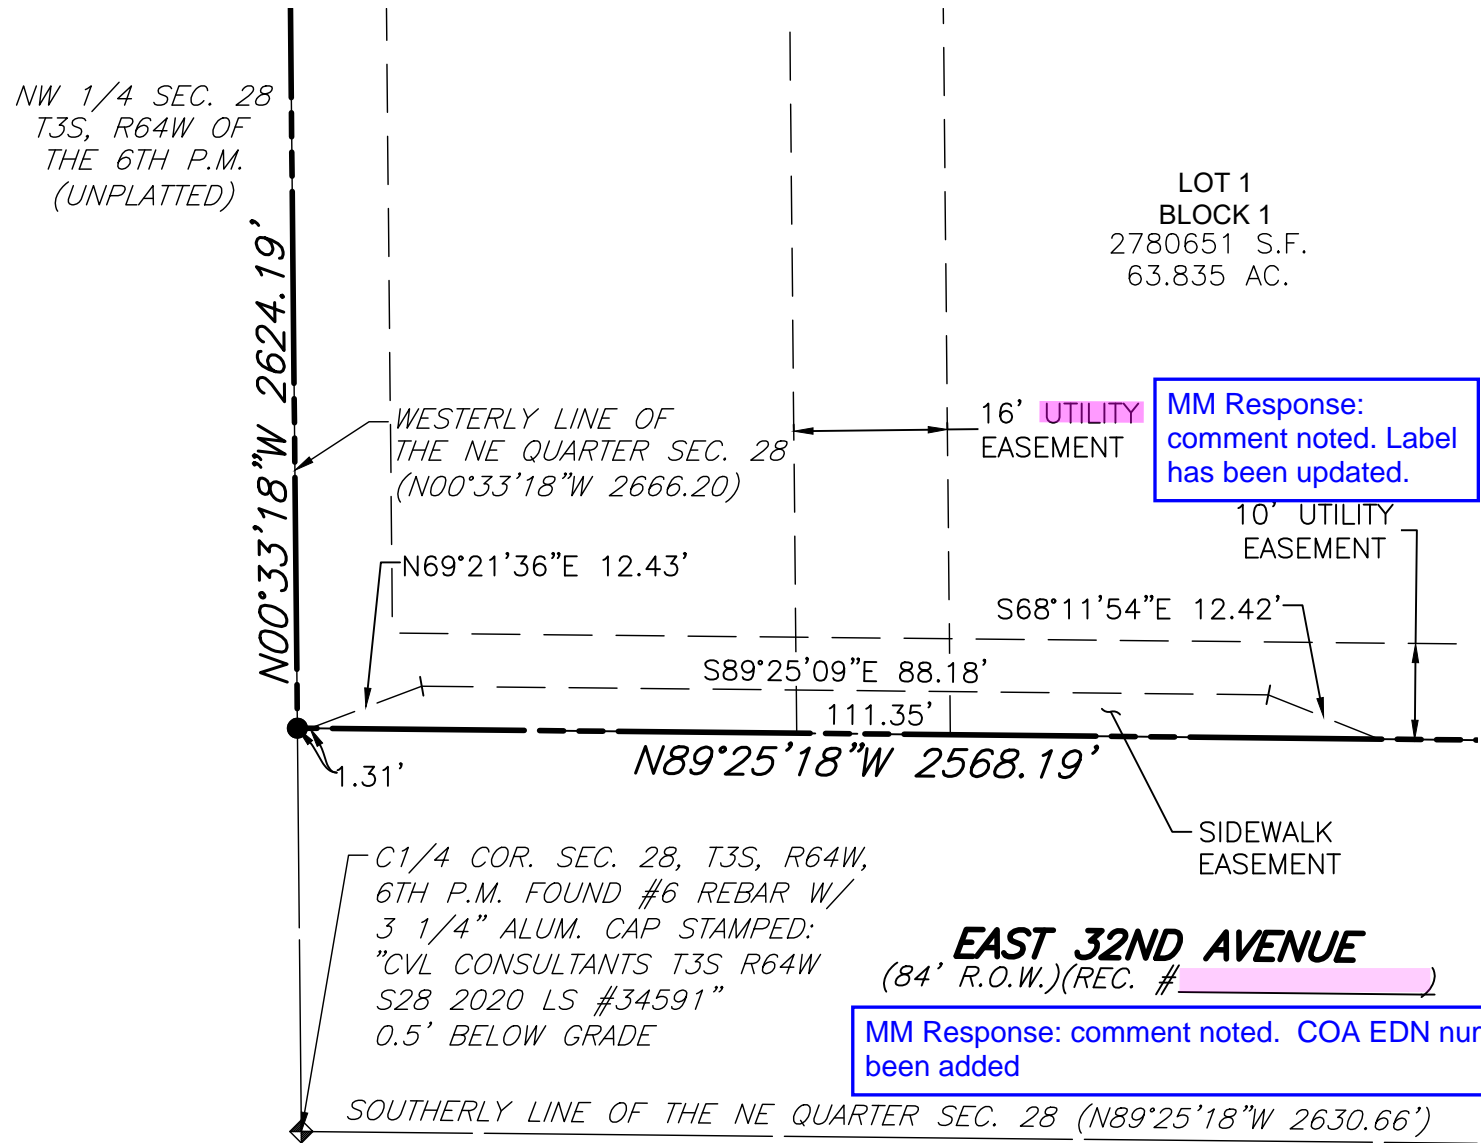 NW 1/4 SEC. 28
T3S, R64W OF
THE 6TH P.M.
(UNPLATTED)
LOT 1
BLOCK 1
2780651 S.F.
63.835 AC.
N00°33'18"W 2624.19'
WESTERLY LINE OF
THE NE QUARTER SEC. 28
(N00°33'18"W 2666.20)
16' UTILITY
EASEMENT
MM Response:
comment noted. Label
has been updated.
10' UTILITY
EASEMENT
N69°21'36"E 12.43'
S68°11'54"E 12.42'
S89°25'09"E 88.18'
111.35'
N89°25'18"W 2568.19'
1.31'
SIDEWALK
EASEMENT
C1/4 COR. SEC. 28, T3S, R64W,
6TH P.M. FOUND #6 REBAR W/
3 1/4" ALUM. CAP STAMPED:
"CVL CONSULTANTS T3S R64W
S28 2020 LS #34591"
0.5' BELOW GRADE
EAST 32ND AVENUE
(84' R.O.W.)(REC. #)
MM Response: comment noted. COA EDN
been added
SOUTHERLY LINE OF THE NE QUARTER SEC. 28 (N89°25'18"W 2630.66')